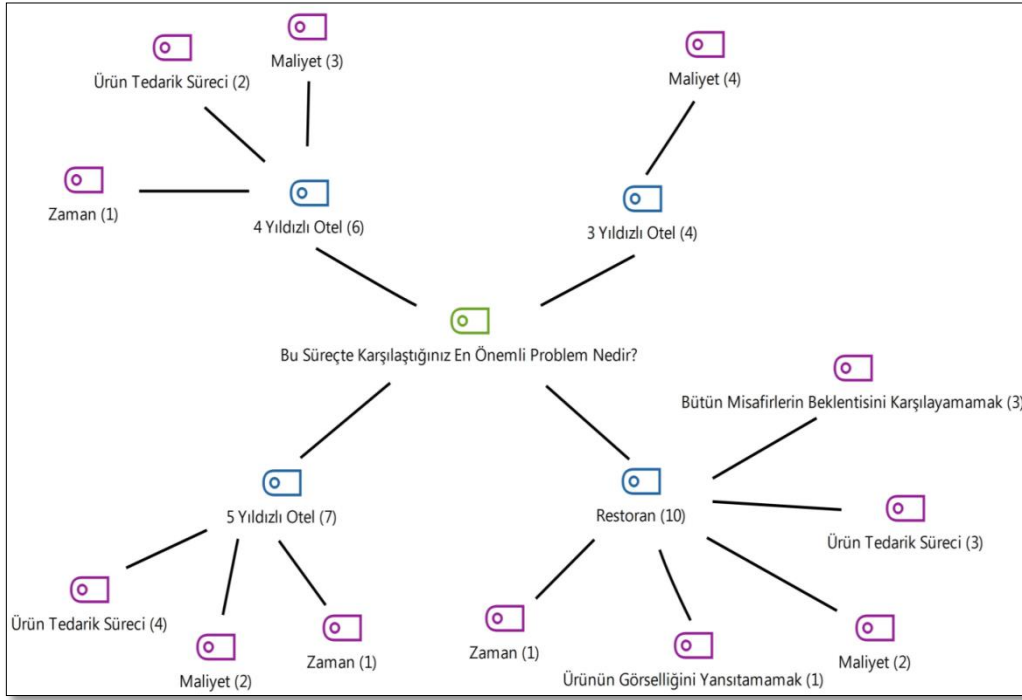 Maliyet (3)
Ürün Tedarik Süreci (2)
Maliyet (4)
Zaman (1)
4 Yıldızlı Otel (6)
3 Yıldızlı Otel (4)
Bu Süreçte Karşılaştığınız En Önemli Problem Nedir?
Bütün Misafirlerin Beklentisini Karşılayamamak (3)
5 Yıldızlı Otel (7)
Restoran (10)
Ürün Tedarik Süreci (3)
Ürün Tedarik Süreci (4)
Maliyet (2)
Zaman (1)
Zaman (1)
Ürünün Görselliğini Yansıtamamak (1)
Maliyet (2)